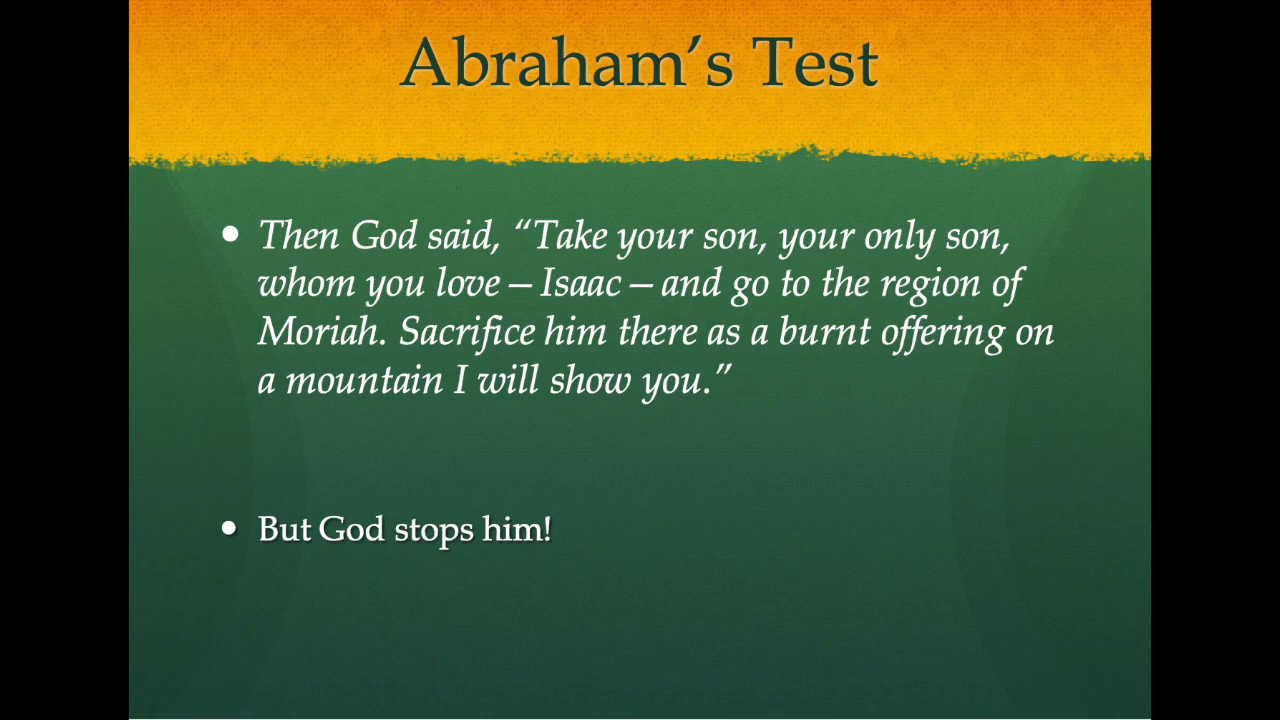 Abraham’s Test
• Then God said, “Take your son, your only son,
whom you love—Isaac—and go to the region of
Moriah. Sacrifice him there as a burnt offering on
a mountain I will show you.”
• But God stops him!